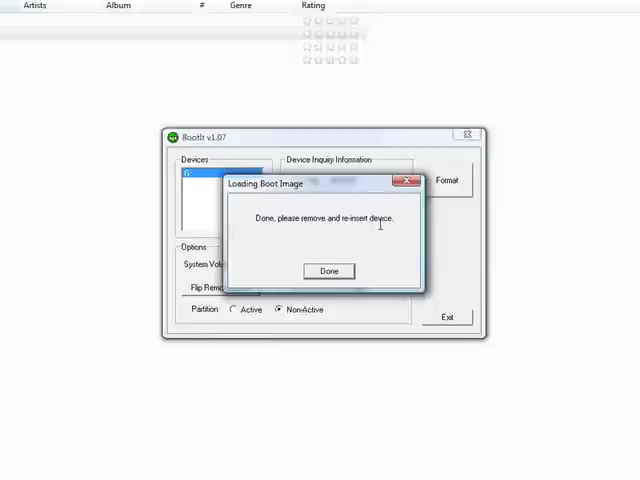 Artists Album # Genre Rating
BootIt v1.07
Devices
Device Inquiry Information
G
Format
Loading Boot Image
Done, please remove and re-insert device.
Done
Options
System Volu
Flip Remo
Partition Active Non-Active
Exit